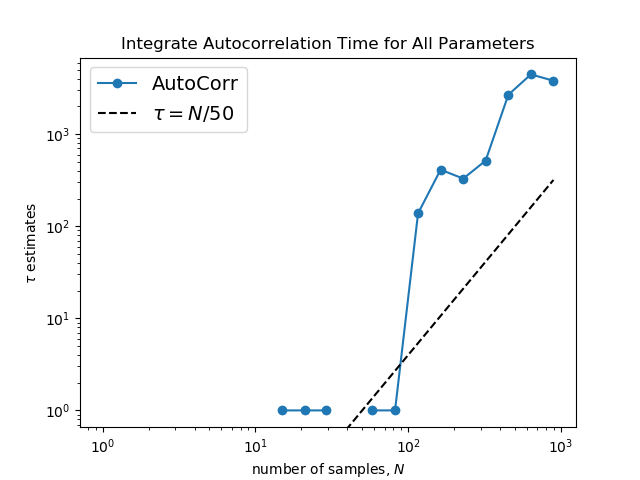 Integrate Autocorrelation Time for All Parameters
AutoCorr
τ = N/50
τ estimates
10³
10²
10¹
10⁰
10⁰ 10¹ 10² 10³
number of samples, N